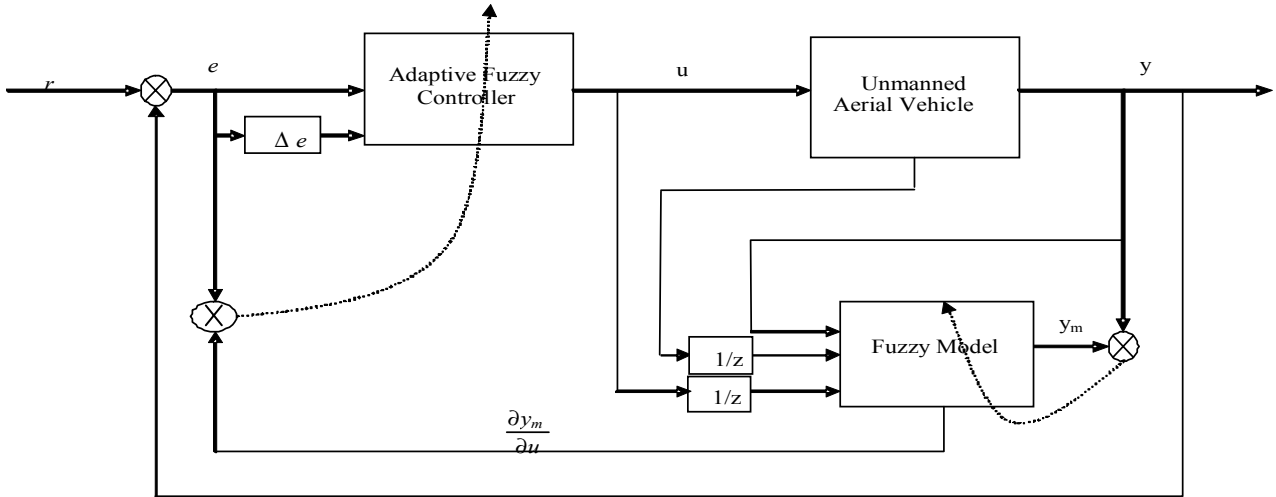 r
e
Adaptive Fuzzy
Controller
u
Unmanned
Aerial Vehicle
y
Δ e
Fuzzy Model
yₘ
1/z
1/z
∂yₘ
∂u